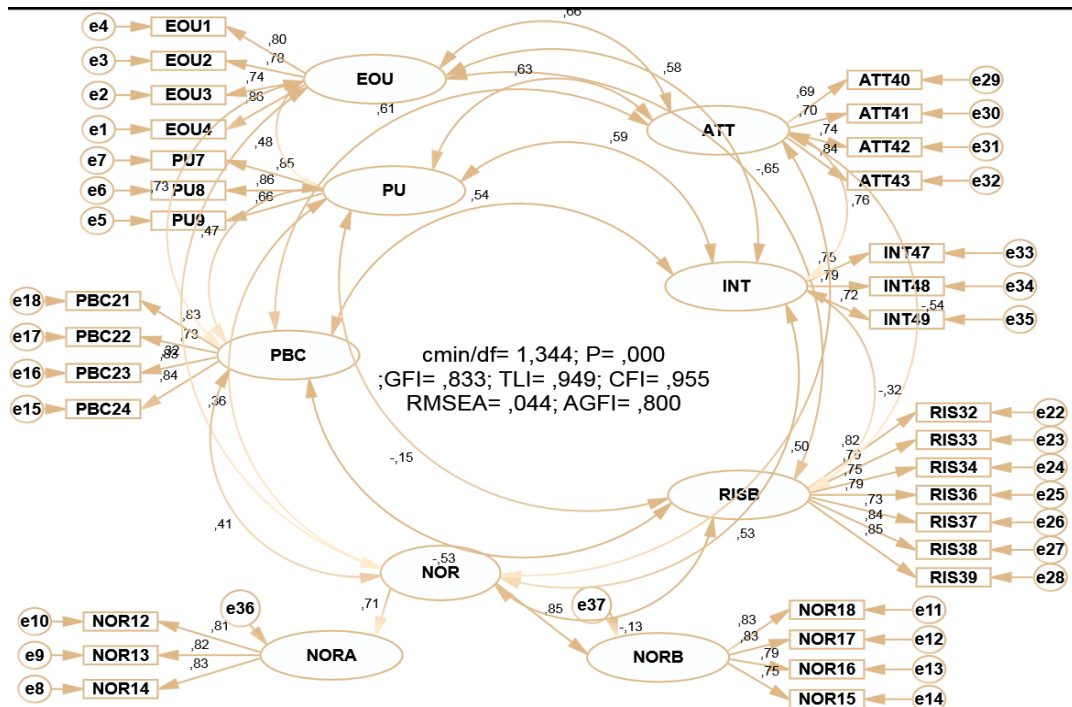 ,66
e4 EOU1
,80
e3 EOU2
,78
EOU
,63 ,58
e2 EOU3
,74
,86
ATT40 e29
,69
e1 EOU4
,61
ATT
,70 ATT41 e30
,74 ATT42 e31
,48
,59
,84
e7 PU7
,85
-,65
ATT43 e32
e6 PU8
,73
,86
,66
PU
,54
,76
e5 PU9
,47
,75 INT47 e33
,79
INT
INT48 e34
,72
-,54
INT49 e35
e18 PBC21
,83
e17 PBC22
,73
PBC
e16 PBC23
e15 PBC24
,84
,36
cmin/df= 1,344; P= ,000
;GFI= ,833; TLI= ,949; CFI= ,955
RMSEA= ,044; AGFI= ,800
-,32
RIS32 e22
,82
RIS33 e23
,50
-,15
,75
RIS34 e24
,79
RISB
RIS36 e25
,73
RIS37 e26
,84
,41
,53
,85
RIS38 e27
-,53
NOR
RIS39 e28
,71
e36
,85
e37
-,13
e10 NOR12
,81
NOR18 e11
,83
,83
NOR17 e12
e9 NOR13
,82
NORA
NORB
,79
NOR16 e13
e8 NOR14
,83
,75
NOR15 e14